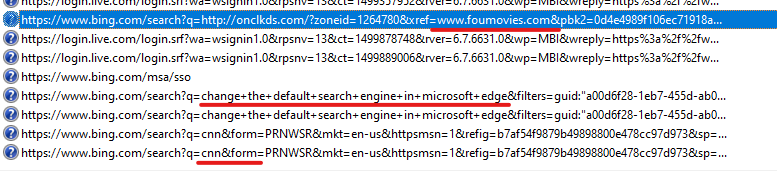 https://login.live.com/login.srf?wa=wsignin1.0&rpsnv=13&ct=1499357952&rver=6.7.6631.0&wp=MBI&wreply=https%3a%2f%2fw...
https://www.bing.com/search?q=http://onclkds.com/?zoneid=1264780&xref=www.foumovies.com&pbk2=0d4e4989f106ec71918a...
https://login.live.com/login.srf?wa=wsignin1.0&rpsnv=13&ct=1499878748&rver=6.7.6631.0&wp=MBI&wreply=https%3a%2f%2fw...
https://login.live.com/login.srf?wa=wsignin1.0&rpsnv=13&ct=1499889006&rver=6.7.6631.0&wp=MBI&wreply=https%3a%2f%2fw...
https://www.bing.com/msa/sso
https://www.bing.com/search?q=change+the+default+search+engine+in+microsoft+edge&filters=guid:"a00d6f28-1eb7-455d-ab0...
https://www.bing.com/search?q=change+the+default+search+engine+in+microsoft+edge&filters=guid:"a00d6f28-1eb7-455d-ab0...
https://www.bing.com/search?q=cnn&form=PRNWSR&mkt=en-us&httpsmsn=1&refig=b7af54f9879b49898800e478cc97d973&sp=...
https://www.bing.com/search?q=cnn&form=PRNWSR&mkt=en-us&httpsmsn=1&refig=b7af54f9879b49898800e478cc97d973&sp=...